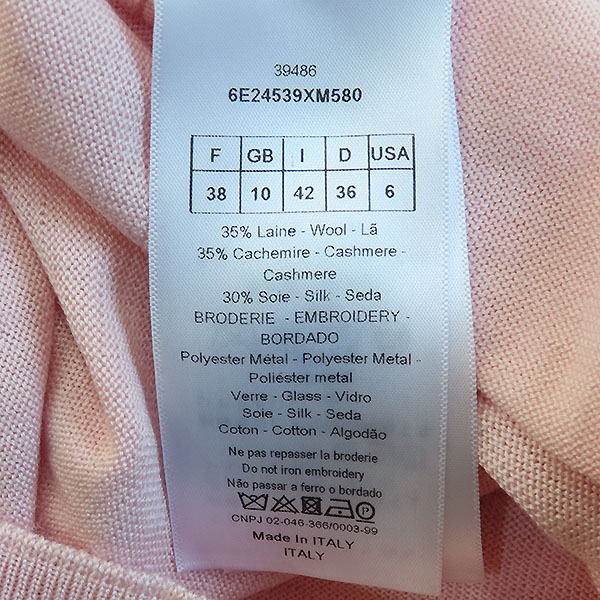 39486
6E24539XM580
F GB I D USA
38 10 42 36 6
35% Laine - Wool - Lã
35% Cachemire - Cashmere -
Cashmere
30% Soie - Silk - Seda
BRODERIE - EMBROIDERY -
BORDADO
Polyester Métal - Polyester Metal -
Poliéster metal
Verre - Glass - Vidro
Soie - Silk - Seda
Coton - Cotton - Algodão
Ne pas repasser la broderie
Do not iron embroidery
Não passar a ferro o bordado
CNPJ 02-046-366/0003-99
Made In ITALY
ITALY